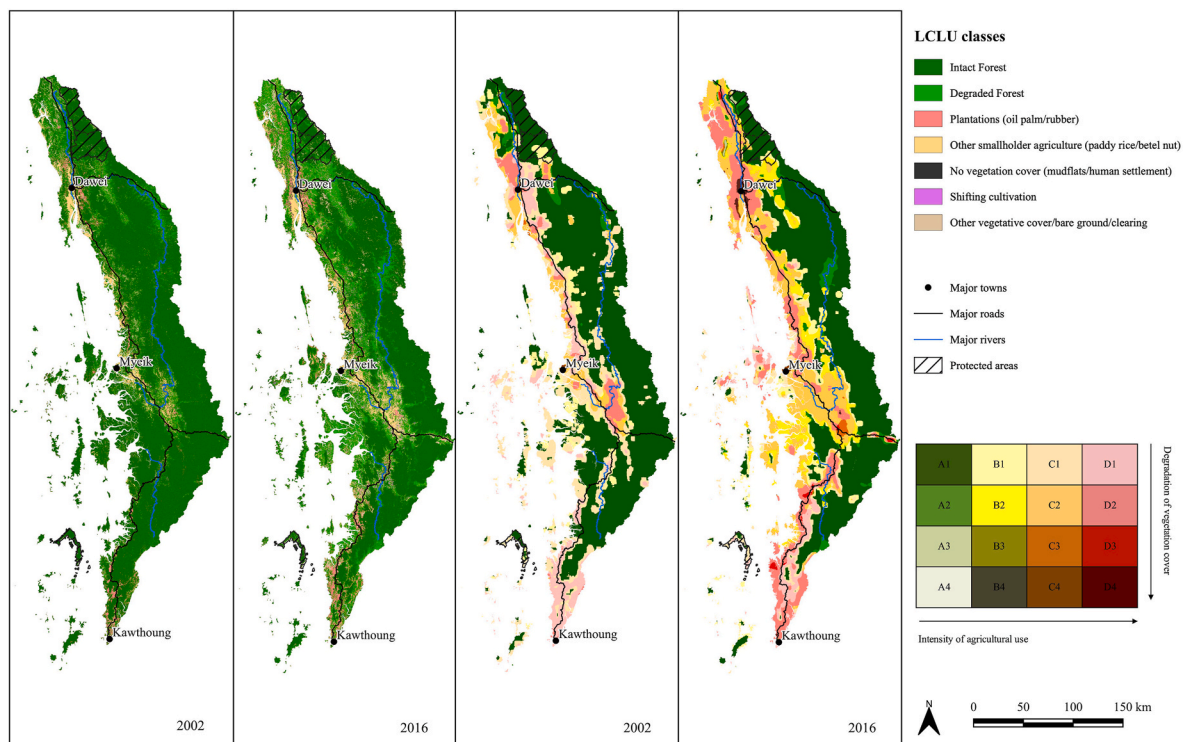 Dawei
Myeik
Kawthoung
2002
Dawei
Myeik
Kawthoung
2016
Dawei
Myeik
Kawthoung
2002
Dawei
Myeik
Kawthoung
2016
LCLU classes
Intact Forest
Degraded Forest
Plantations (oil palm/rubber)
Other smallholder agriculture (paddy rice/betel nut)
No vegetation cover (mudflats/human settlement)
Shifting cultivation
Other vegetative cover/bare ground/clearing
Major towns
Major roads
Major rivers
Protected areas
A1 B1 C1 D1
A2 B2 C2 D2
A3 B3 C3 D3
A4 B4 C4 D4
Degradation of vegetation cover
Intensity of agricultural use
N
0 50 100 150 km